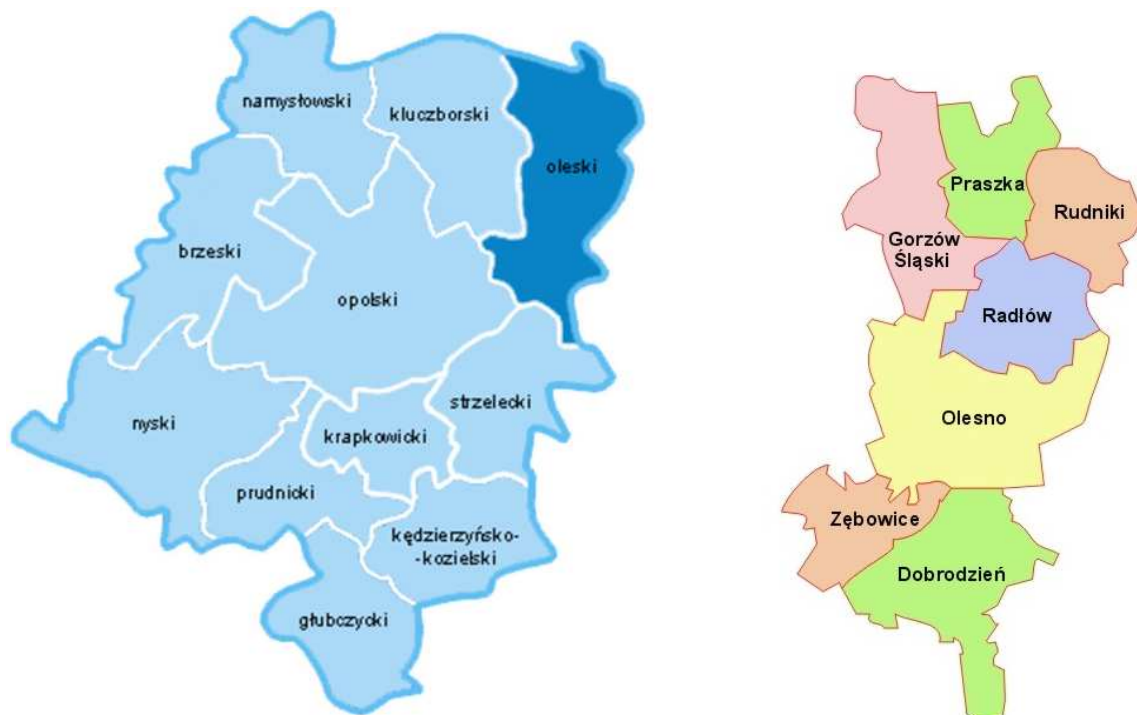 namysłowski
kluczborski
oleski
brzeski
opolski
strzelecki
nyski
krapkowicki
prudnicki
kędzierzyńsko-
-kozielski
głubczycki
Praszka
Rudniki
Gorzów
Śląski
Radłów
Olesno
Zębowice
Dobrodzień